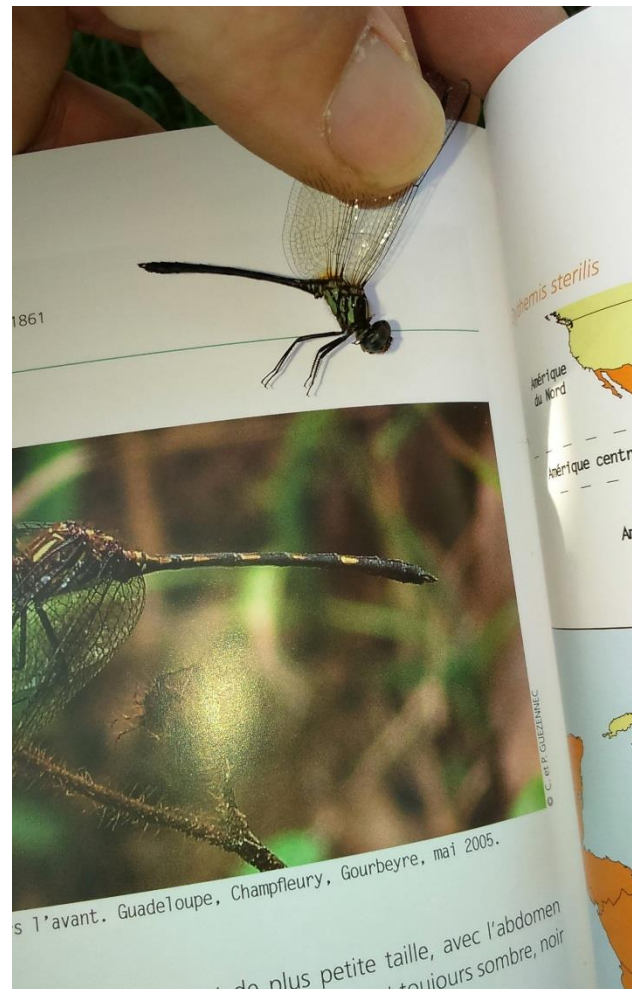 1861
themis sterilis
Amérique
du Nord
Amérique centr
© C. et P. GUEZENNEC
s l'avant. Guadeloupe, Champfleury, Gourbeyre, mai 2005.
de plus petite taille, avec l'abdomen
toujours sombre, noir